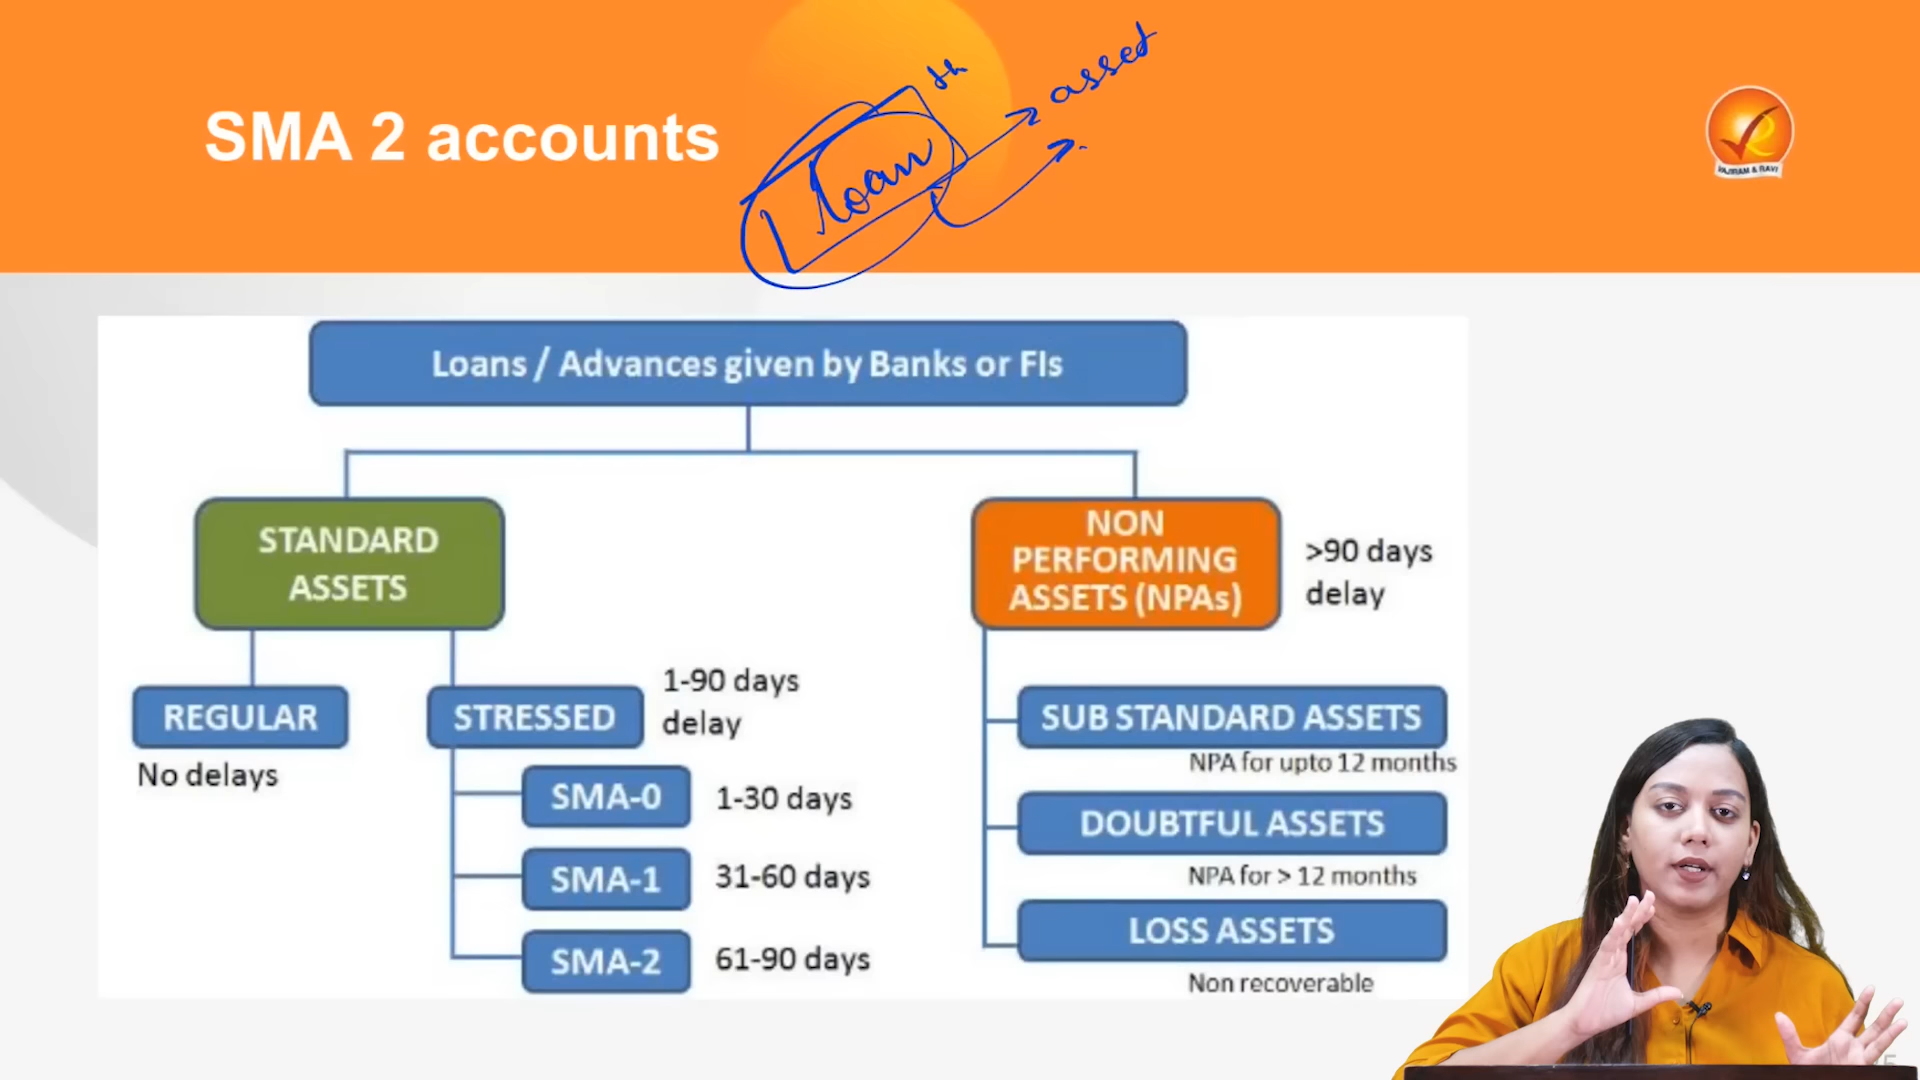 SMA 2 accounts
loan
asset
VAJIRAM & RAVI
Loans / Advances given by Banks or FIs
STANDARD
ASSETS
NON
PERFORMING
ASSETS (NPAs)
>90 days
delay
REGULAR
No delays
STRESSED
1-90 days
delay
SMA-0
1-30 days
SMA-1
31-60 days
SMA-2
61-90 days
SUB STANDARD ASSETS
NPA for upto 12 months
DOUBTFUL ASSETS
NPA for > 12 months
LOSS ASSETS
Non recoverable